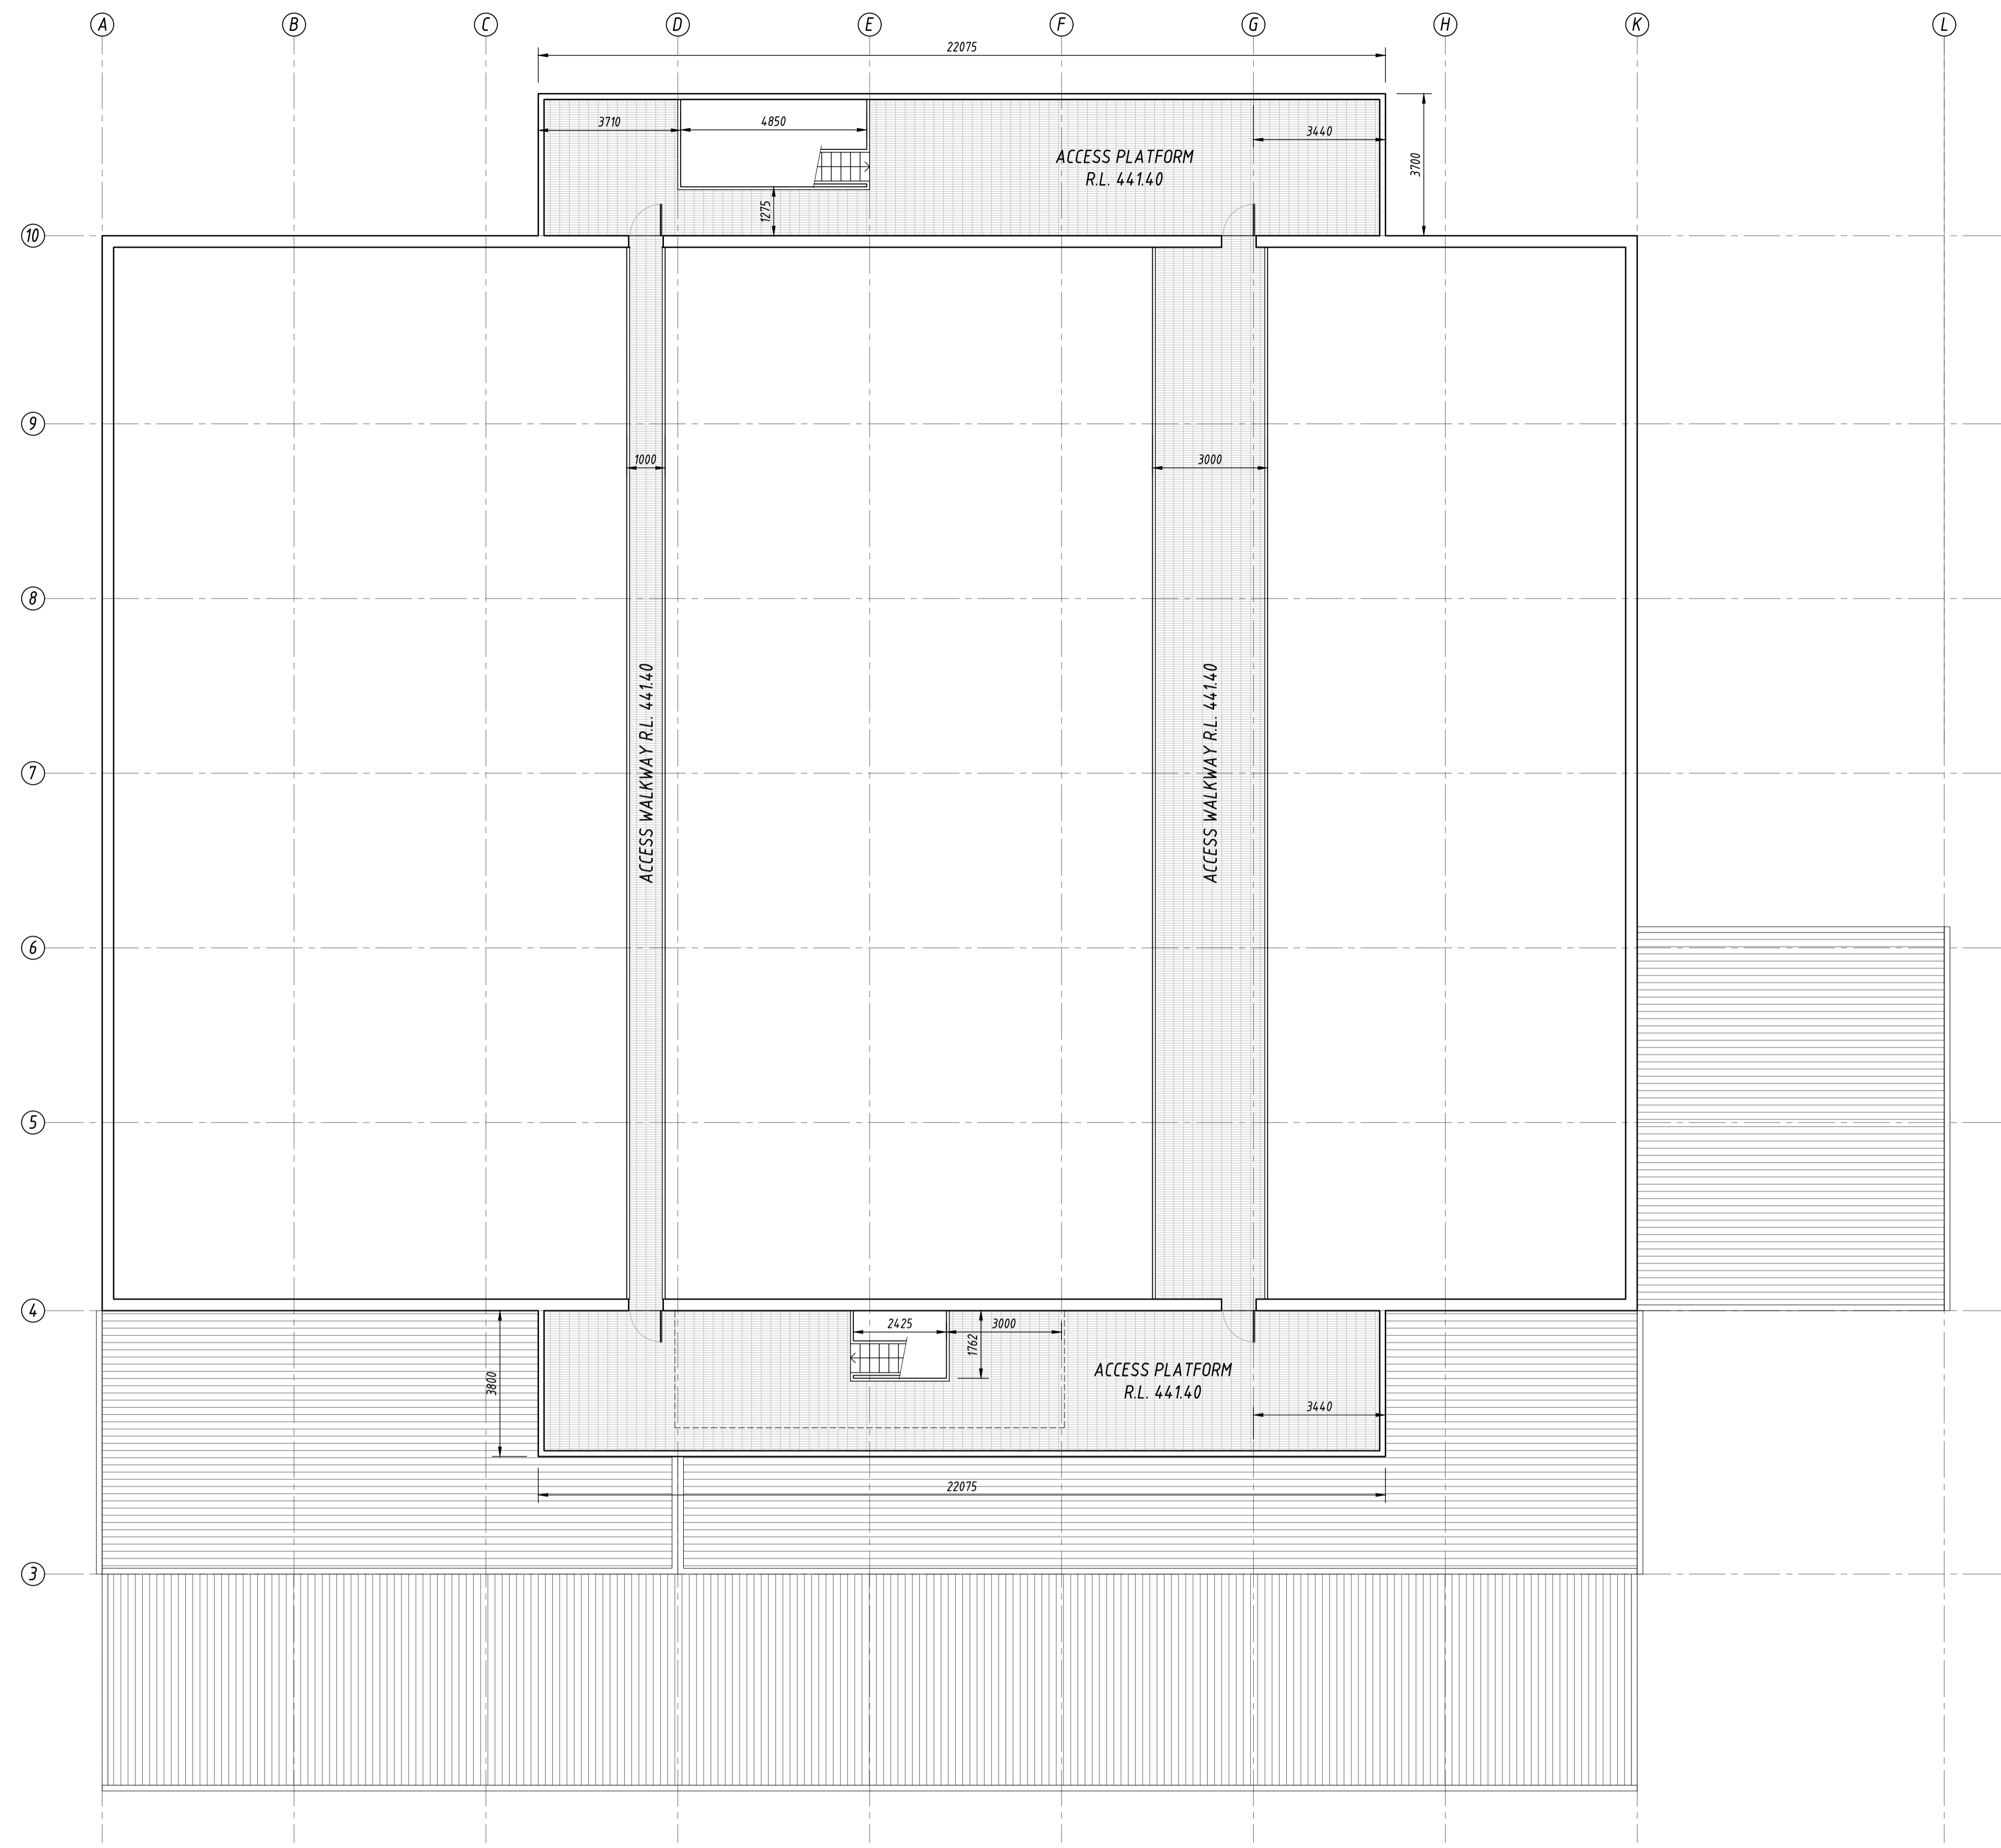 A B C D E F G H K L
22075
3710 4850
3440
ACCESS PLATFORM
R.L. 441.40
3700
1275
10
9
1000 3000
8
ACCESS WALKWAY R.L. 441.40
ACCESS WALKWAY R.L. 441.40
7
6
5
4
2425 3000
1762
ACCESS PLATFORM
R.L. 441.40
3800
3440
22075
3